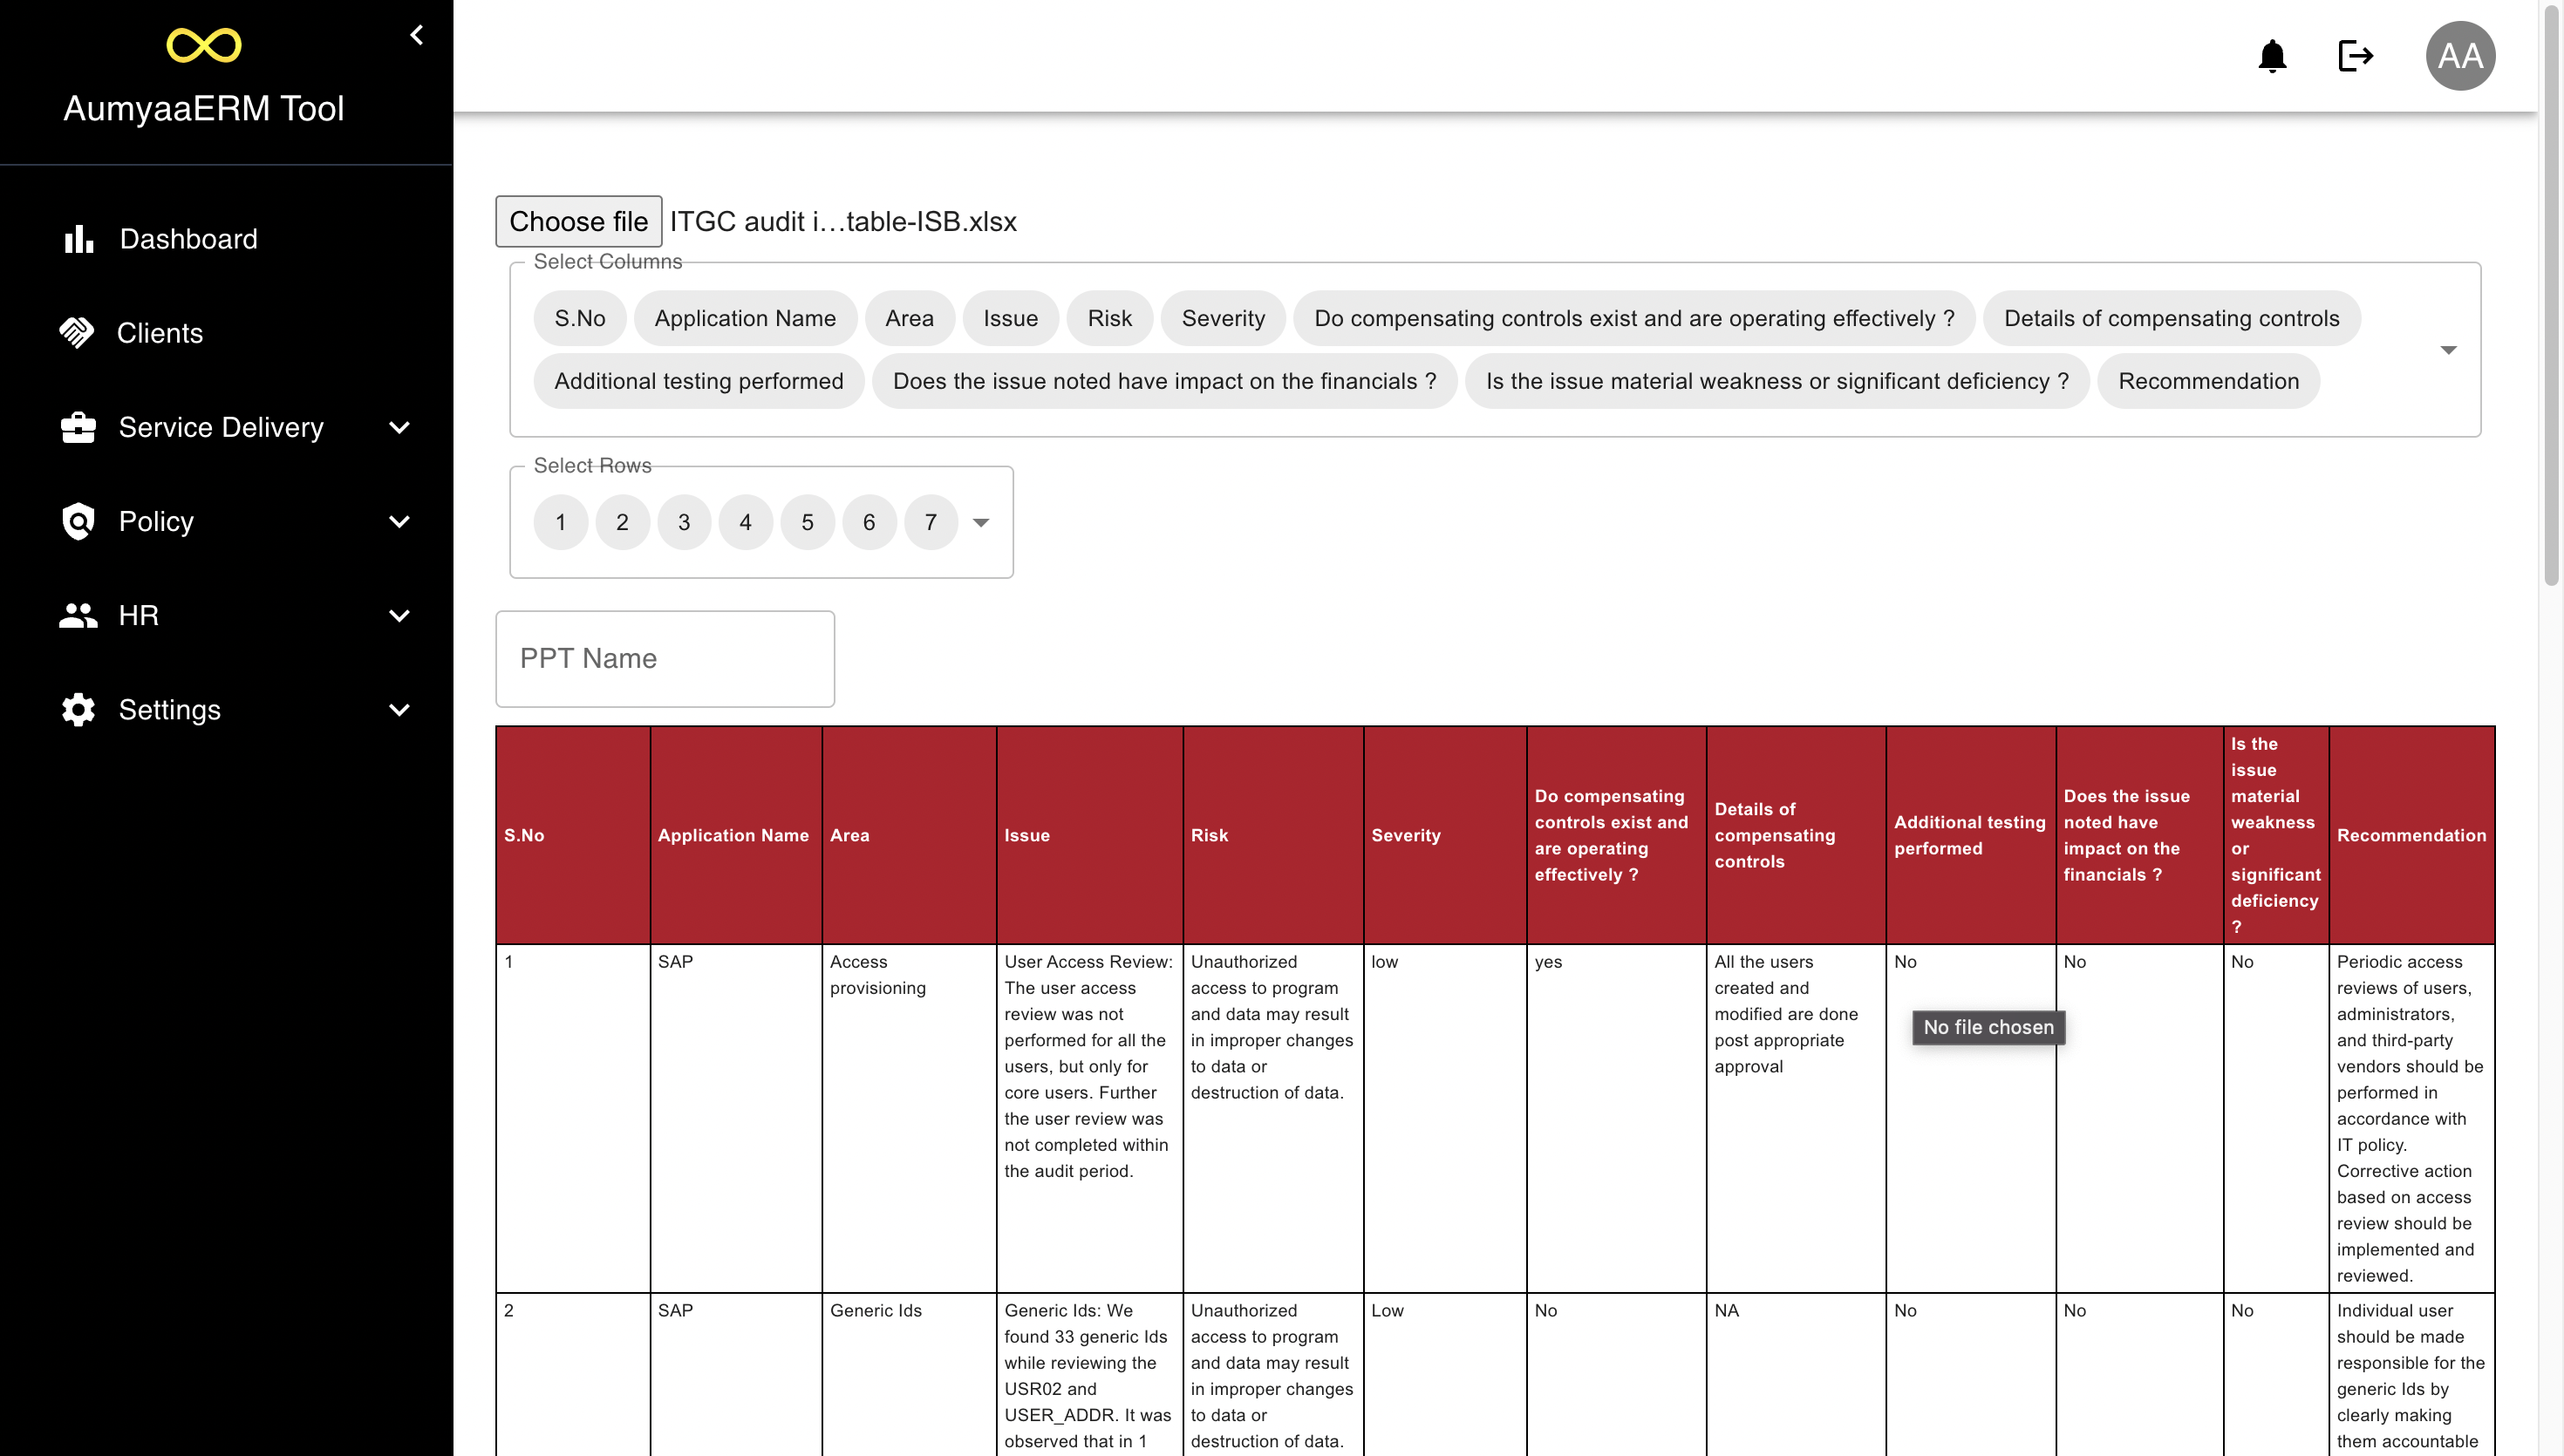 AumyaaERM Tool
AA
Dashboard
Clients
Service Delivery
Policy
HR
Settings
Choose file ITGC audit i…table-ISB.xlsx
Select Columns
S.No Application Name Area Issue Risk Severity Do compensating controls exist and are operating effectively ? Details of compensating controls
Additional testing performed Does the issue noted have impact on the financials ? Is the issue material weakness or significant deficiency ? Recommendation
Select Rows
1 2 3 4 5 6 7
PPT Name
S.No
Application Name
Area
Issue
Risk
Severity
Do compensating
controls exist and
are operating
effectively ?
Details of
compensating
controls
Additional testing
performed
Does the issue
noted have
impact on the
financials ?
Is the
issue
material
weakness
or
significant
deficiency
?
Recommendation
1
SAP
Access
provisioning
User Access Review:
The user access
review was not
performed for all the
users, but only for
core users. Further
the user review was
not completed within
the audit period.
Unauthorized
access to program
and data may result
in improper changes
to data or
destruction of data.
low
yes
All the users
created and
modified are done
post appropriate
approval
No
No file chosen
No
No
Periodic access
reviews of users,
administrators,
and third-party
vendors should be
performed in
accordance with
IT policy.
Corrective action
based on access
review should be
implemented and
reviewed.
2
SAP
Generic Ids
Generic Ids: We
found 33 generic Ids
while reviewing the
USR02 and
USER_ADDR. It was
observed that in 1
Unauthorized
access to program
and data may result
in improper changes
to data or
destruction of data.
Low
No
NA
No
No
No
Individual user
should be made
responsible for the
generic Ids by
clearly making
them accountable